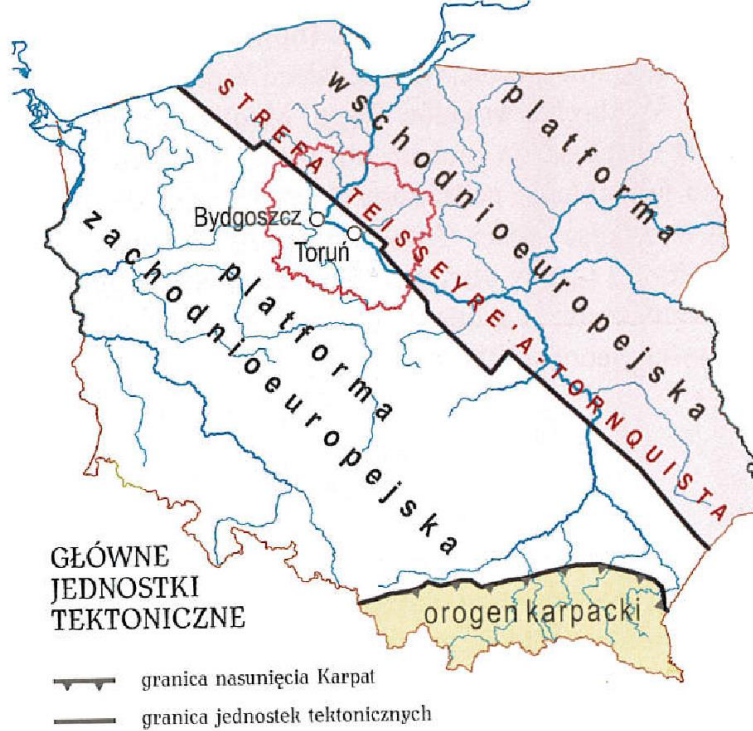 STREFA TEISSEYRE'A-TORNQUISTA
platforma
wschodnioeuropejska
Bydgoszcz
Toruń
platforma
zachodnioeuropejska
orogen karpacki
GŁÓWNE
JEDNOSTKI
TEKTONICZNE
granica nasunięcia Karpat
granica jednostek tektonicznych